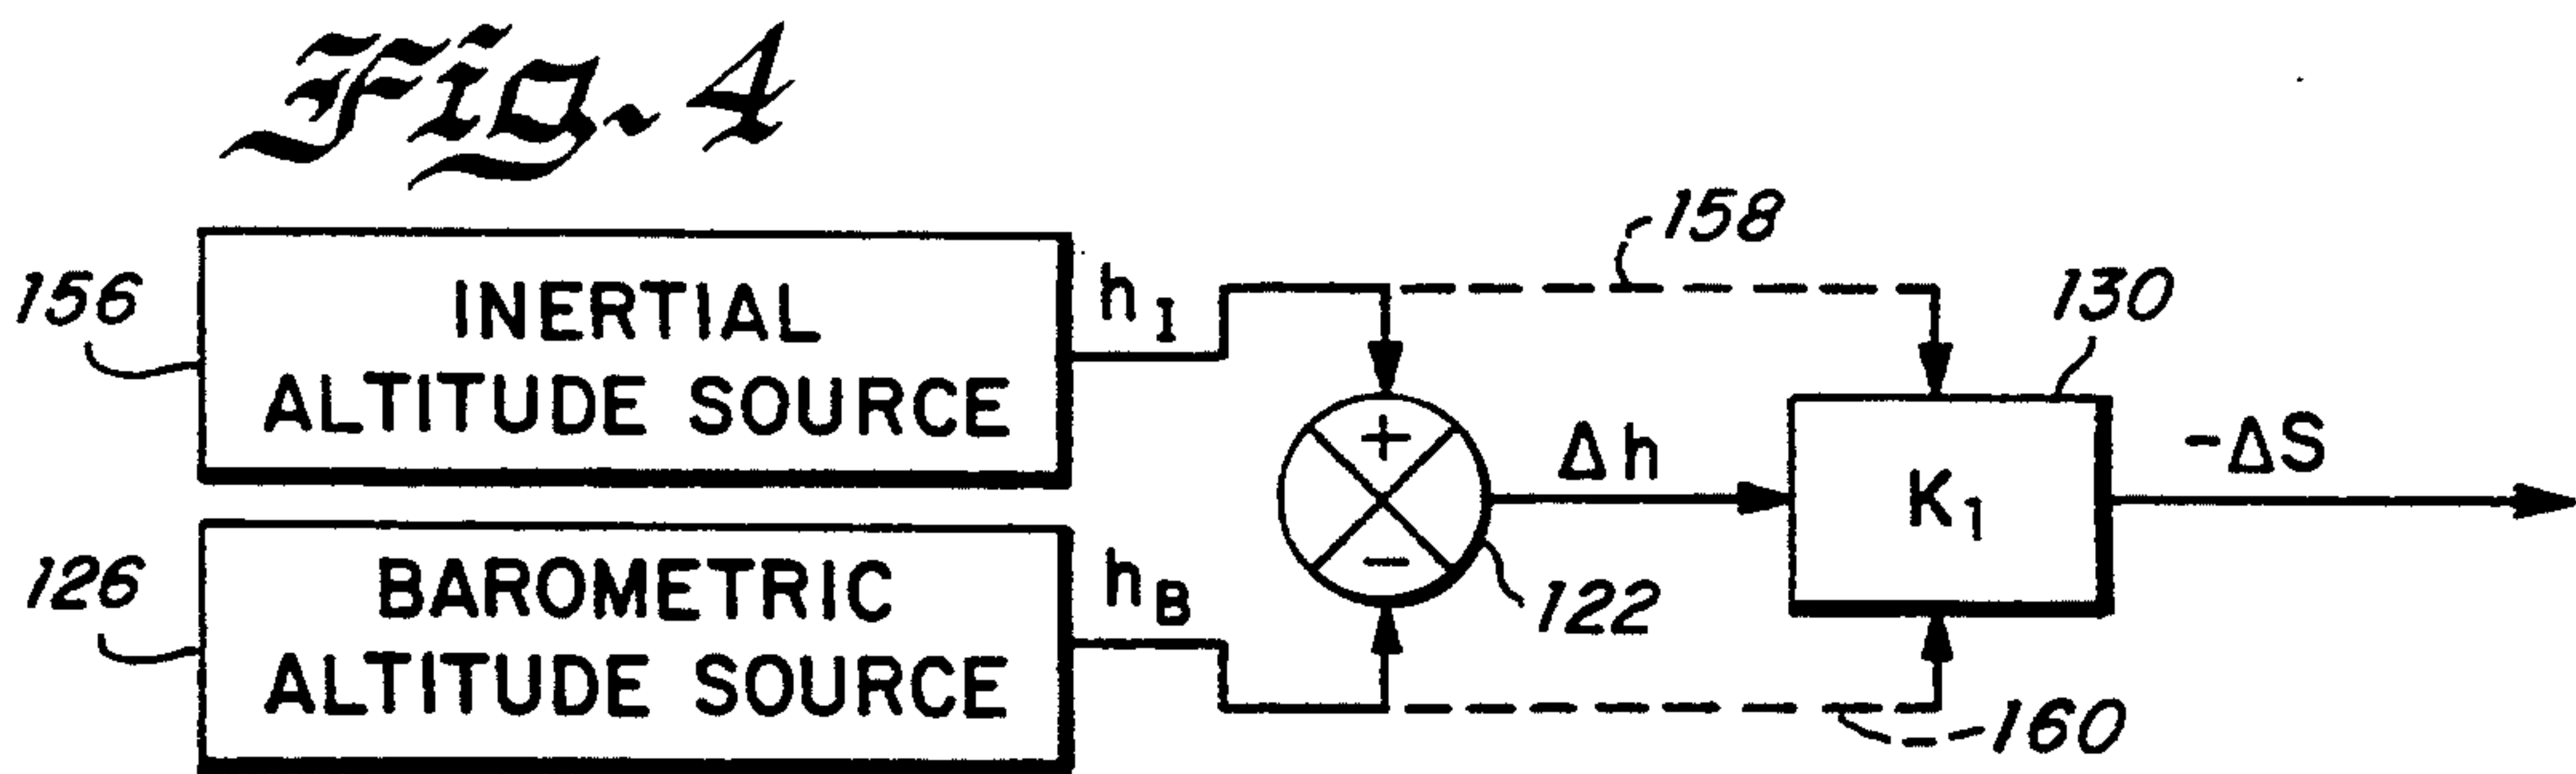 Fig. 4
158
156
INERTIAL
ALTITUDE SOURCE
h_I
130
Δh
K_1
-ΔS
126
BAROMETRIC
ALTITUDE SOURCE
h_B
+
-
122
160